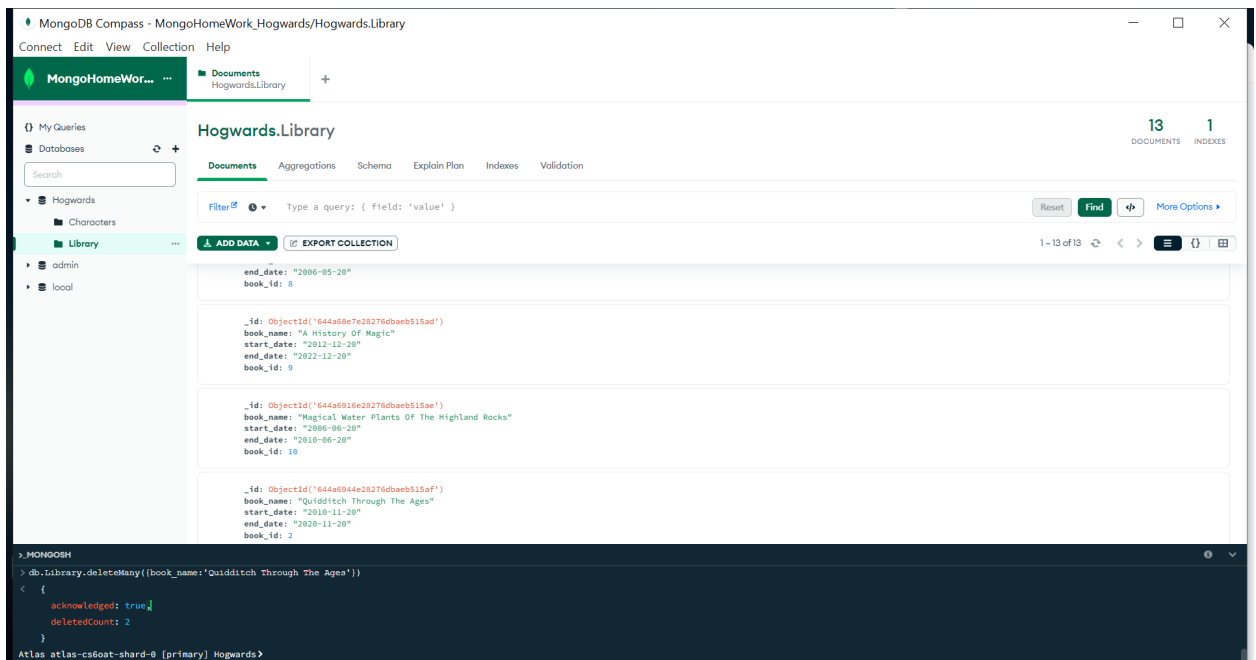 MongoDB Compass - MongoHomeWork_Hogwards/Hogwards.Library
Connect Edit View Collection Help
MongoHomeWor... ...
Documents
Hogwards.Library
+
{} My Queries
Databases
Search
Hogwards
Characters
Library ...
admin
local
Hogwards.Library
13
DOCUMENTS
1
INDEXES
Documents Aggregations Schema Explain Plan Indexes Validation
Filter Type a query: { field: 'value' } Reset Find </> More Options
ADD DATA EXPORT COLLECTION 1 – 13 of 13 < > {}
end_date: "2006-05-20"
book_id: 8
_id: ObjectId('644a68e7e28276dbaeb515ad')
book_name: "A History Of Magic"
start_date: "2012-12-20"
end_date: "2022-12-20"
book_id: 9
_id: ObjectId('644a6916e28276dbaeb515ae')
book_name: "Magical Water Plants Of The Highland Rocks"
start_date: "2006-06-20"
end_date: "2010-06-20"
book_id: 10
_id: ObjectId('644a6944e28276dbaeb515af')
book_name: "Quidditch Through The Ages"
start_date: "2010-11-20"
end_date: "2020-11-20"
book_id: 2
>_MONGOSH
> db.Library.deleteMany({book_name:'Quidditch Through The Ages'})
< {
acknowledged: true,
deletedCount: 2
}
Atlas atlas-cs6oat-shard-0 [primary] Hogwards>